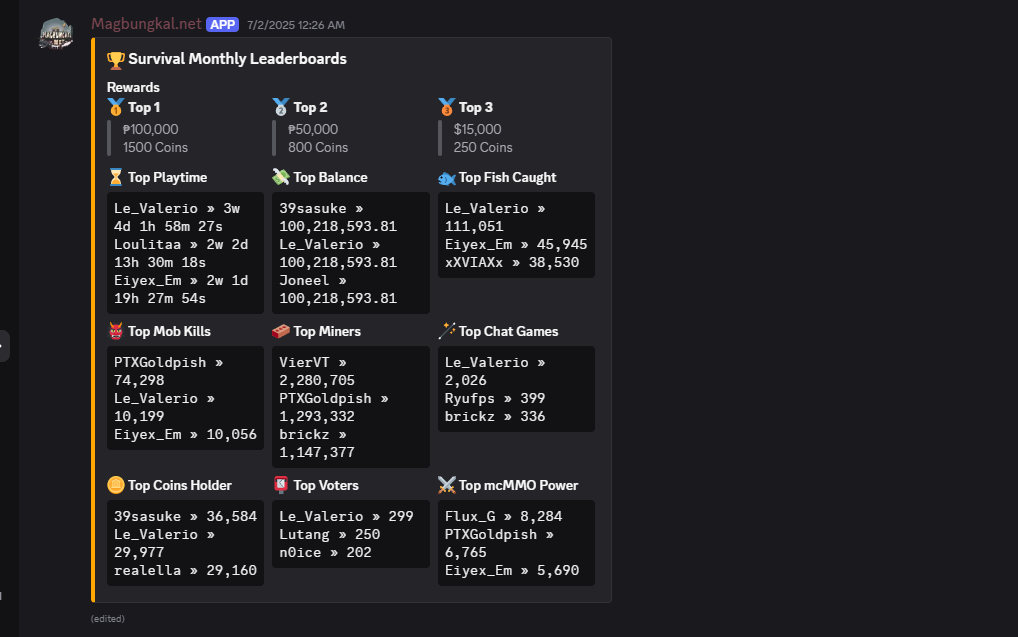 Magbungkal.net APP 7/2/2025 12:26 AM
Survival Monthly Leaderboards
Rewards
Top 1
₱100,000
1500 Coins
Top 2
₱50,000
800 Coins
Top 3
$15,000
250 Coins
Top Playtime
Le_Valerio » 3w
4d 1h 58m 27s
Loulitaa » 2w 2d
13h 30m 18s
Eiyex_Em » 2w 1d
19h 27m 54s
Top Balance
39sasuke »
100,218,593.81
Le_Valerio »
100,218,593.81
Joneel »
100,218,593.81
Top Fish Caught
Le_Valerio »
111,051
Eiyex_Em » 45,945
xXVIAXx » 38,530
Top Mob Kills
PTXGoldpish »
74,298
Le_Valerio »
10,199
Eiyex_Em » 10,056
Top Miners
VierVT »
2,280,705
PTXGoldpish »
1,293,332
brickz »
1,147,377
Top Chat Games
Le_Valerio »
2,026
Ryufps » 399
brickz » 336
Top Coins Holder
39sasuke » 36,584
Le_Valerio »
29,977
realella » 29,160
Top Voters
Le_Valerio » 299
Lutang » 250
n0ice » 202
Top mcMMO Power
Flux_G » 8,284
PTXGoldpish »
6,765
Eiyex_Em » 5,690
(edited)